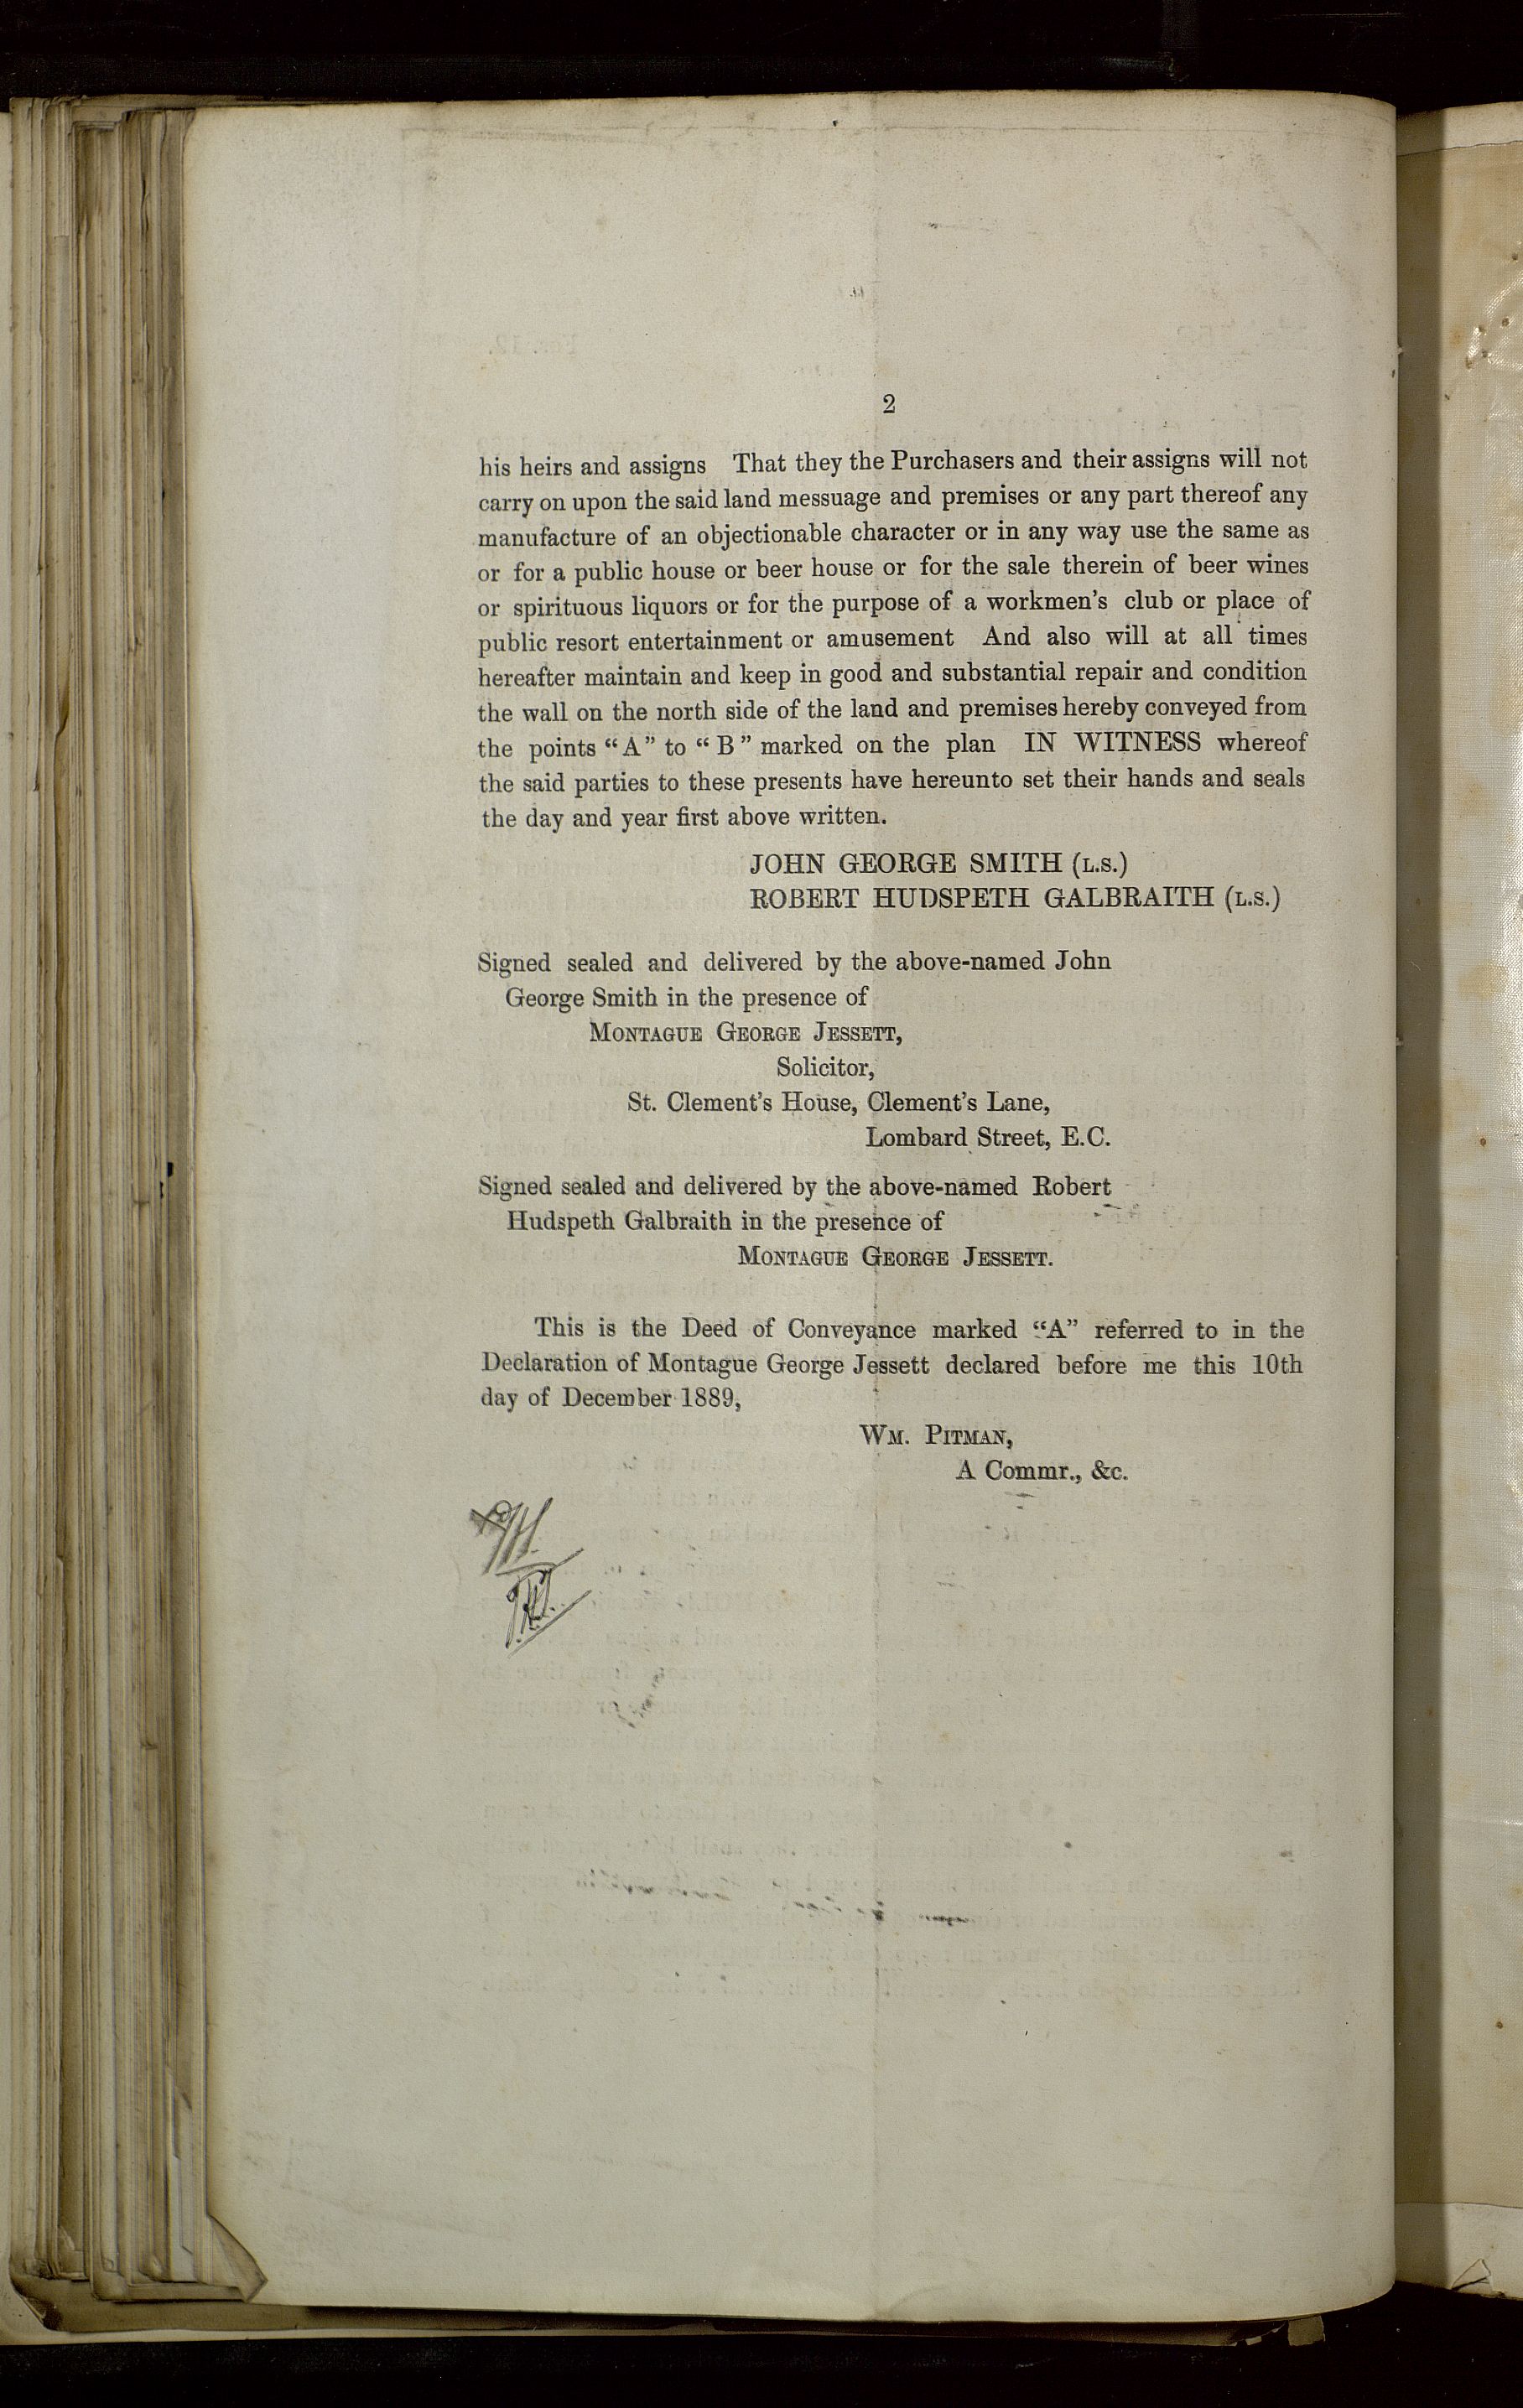 2
his heirs and assigns That they the Purchasers and their assigns will not
carry on upon the said land messuage and premises or any part thereof any
manufacture of an objectionable character or in any way use the same as
or for a public house or beer house or for the sale therein of beer wines
or spirituous liquors or for the purpose of a workmen's club or place of
public resort entertainment or amusement And also will at all times
hereafter maintain and keep in good and substantial repair and condition
the wall on the north side of the land and premises hereby conveyed from
the points “A” to “B” marked on the plan IN WITNESS whereof
the said parties to these presents have hereunto set their hands and seals
the day and year first above written.
JOHN GEORGE SMITH (L.S.)
ROBERT HUDSPETH GALBRAITH (L.S.)
Signed sealed and delivered by the above-named John
George Smith in the presence of
MONTAGUE GEORGE JESSETT,
Solicitor,
St. Clement's House, Clement's Lane,
Lombard Street, E.C.
Signed sealed and delivered by the above-named Robert
Hudspeth Galbraith in the presence of
MONTAGUE GEORGE JESSETT.
This is the Deed of Conveyance marked “A” referred to in the
Declaration of Montague George Jessett declared before me this 10th
day of December 1889,
WM. PITMAN,
A Commr., &c.